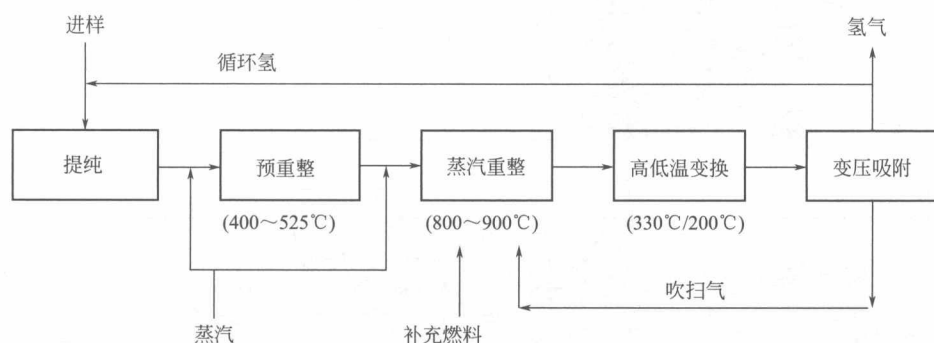 进样
氢气
循环氢
提纯
预重整
蒸汽重整
高低温变换
变压吸附
(400～525℃)
(800～900℃)
(330℃/200℃)
吹扫气
蒸汽
补充燃料